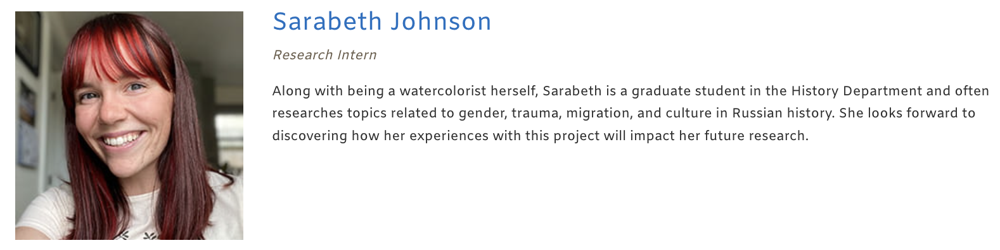 Sarabeth Johnson
Research Intern
Along with being a watercolorist herself, Sarabeth is a graduate student in the History Department and often
researches topics related to gender, trauma, migration, and culture in Russian history. She looks forward to
discovering how her experiences with this project will impact her future research.